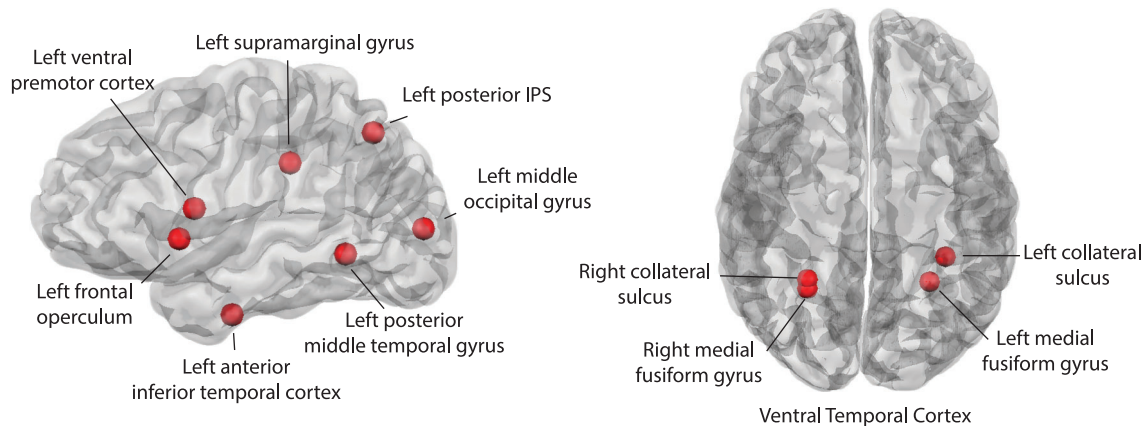 Left supramarginal gyrus
Left ventral
premotor cortex
Left posterior IPS
Left middle
occipital gyrus
Left frontal
operculum
Left posterior
middle temporal gyrus
Left anterior
inferior temporal cortex
Right collateral
sulcus
Left collateral
sulcus
Right medial
fusiform gyrus
Left medial
fusiform gyrus
Ventral Temporal Cortex